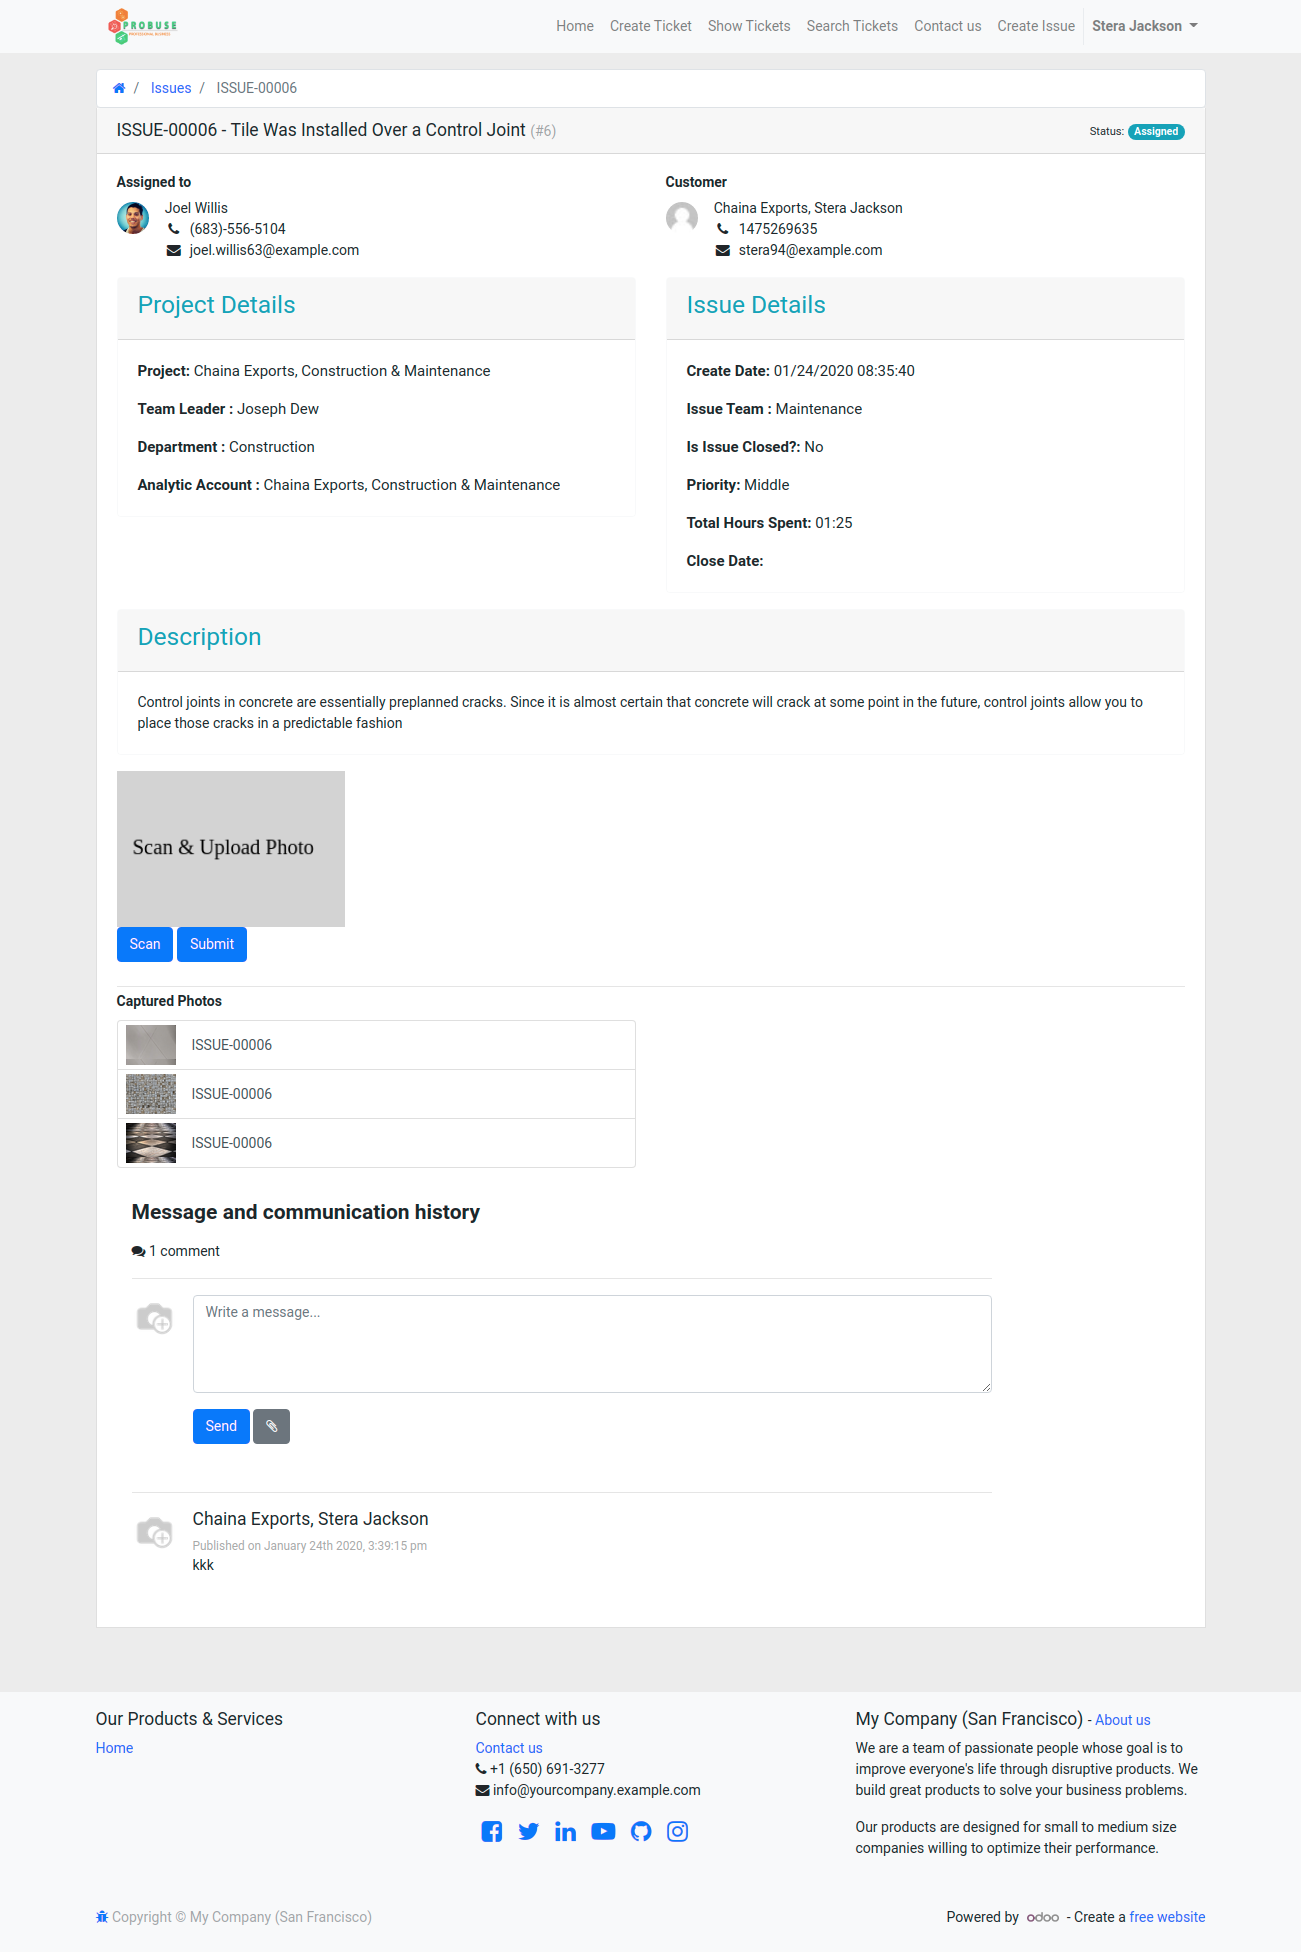 PROBUSE
Home Create Ticket Show Tickets Search Tickets Contact us Create Issue Stera Jackson
/ Issues / ISSUE-00006
ISSUE-00006 - Tile Was Installed Over a Control Joint (#6) Status: Assigned
Assigned to
Joel Willis
(683)-556-5104
joel.willis63@example.com
Customer
Chaina Exports, Stera Jackson
1475269635
stera94@example.com
Project Details
Project: Chaina Exports, Construction & Maintenance
Team Leader : Joseph Dew
Department : Construction
Analytic Account : Chaina Exports, Construction & Maintenance
Issue Details
Create Date: 01/24/2020 08:35:40
Issue Team : Maintenance
Is Issue Closed?: No
Priority: Middle
Total Hours Spent: 01:25
Close Date:
Description
Control joints in concrete are essentially preplanned cracks. Since it is almost certain that concrete will crack at some point in the future, control joints allow you to
place those cracks in a predictable fashion
Scan & Upload Photo
Scan Submit
Captured Photos
ISSUE-00006
ISSUE-00006
ISSUE-00006
Message and communication history
1 comment
Write a message...
Send
Chaina Exports, Stera Jackson
Published on January 24th 2020, 3:39:15 pm
kkk
Our Products & Services
Home
Connect with us
Contact us
+1 (650) 691-3277
info@yourcompany.example.com
My Company (San Francisco) - About us
We are a team of passionate people whose goal is to
improve everyone's life through disruptive products. We
build great products to solve your business problems.
Our products are designed for small to medium size
companies willing to optimize their performance.
Copyright © My Company (San Francisco)
Powered by odoo - Create a free website